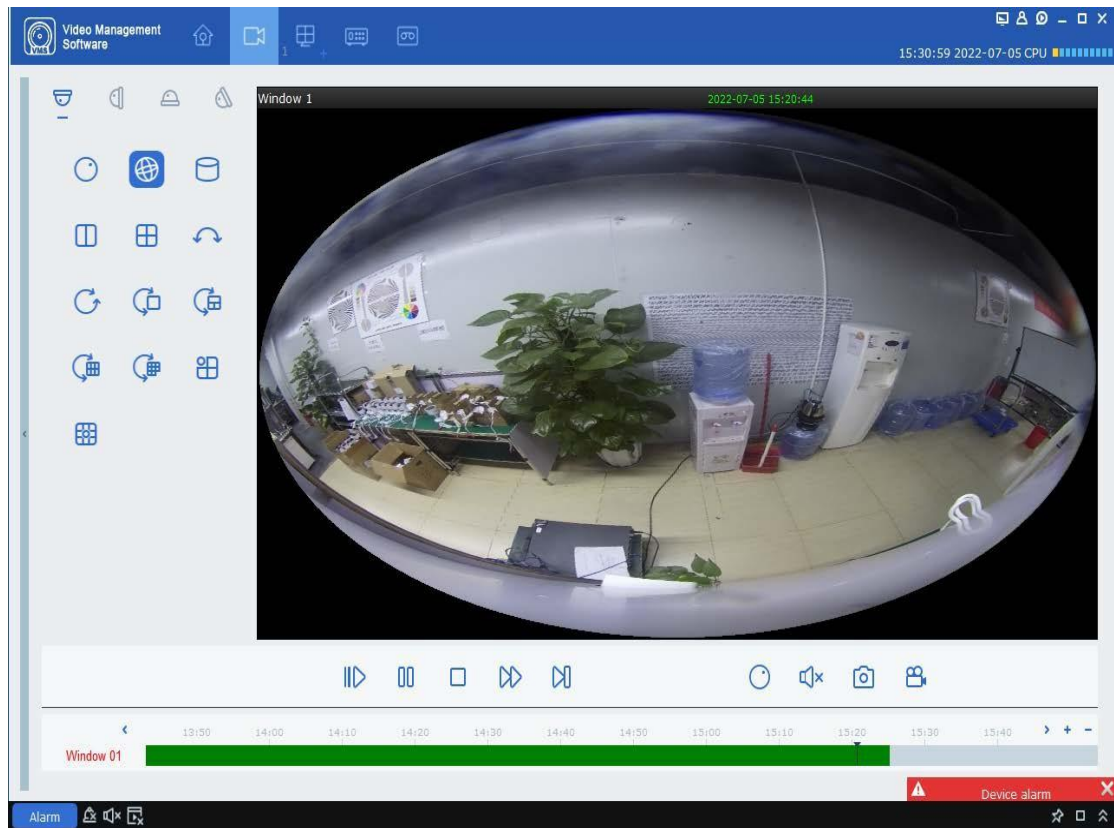 Video Management
Software
VMS
1
+
15:30:59 2022-07-05 CPU
Window 1
2022-07-05 15:20:44
13:50 14:00 14:10 14:20 14:30 14:40 14:50 15:00 15:10 15:20 15:30 15:40 + -
Window 01
Device alarm
Alarm